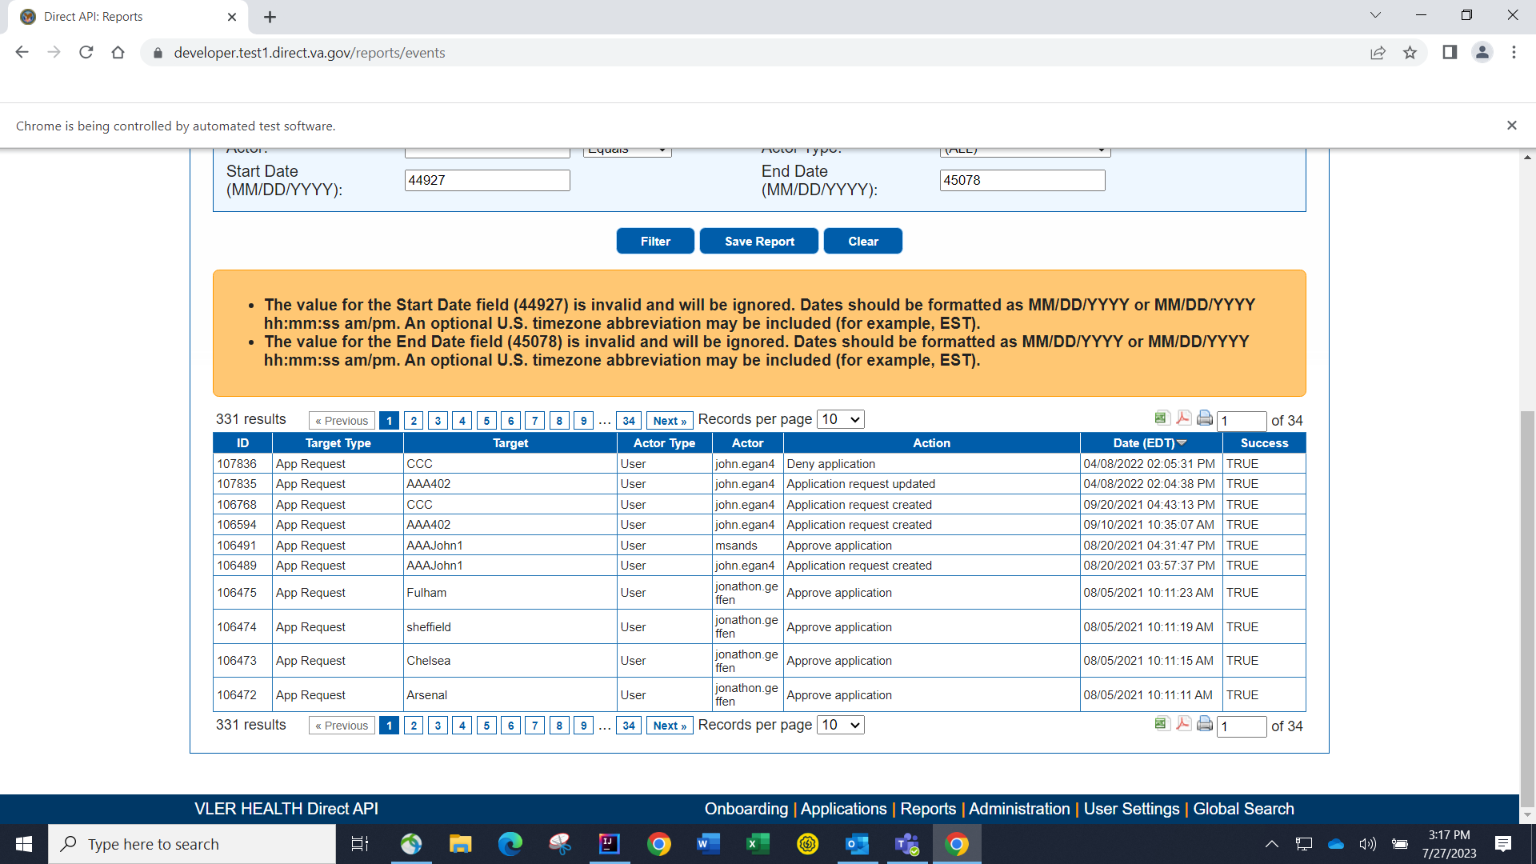 Direct API: Reports
developer.test1.direct.va.gov/reports/events
Chrome is being controlled by automated test software.
Actor: Equals Actor Type: (ALL)
Start Date (MM/DD/YYYY): 44927 End Date (MM/DD/YYYY): 45078
Filter Save Report Clear
• The value for the Start Date field (44927) is invalid and will be ignored. Dates should be formatted as MM/DD/YYYY or MM/DD/YYYY
hh:mm:ss am/pm. An optional U.S. timezone abbreviation may be included (for example, EST).
• The value for the End Date field (45078) is invalid and will be ignored. Dates should be formatted as MM/DD/YYYY or MM/DD/YYYY
hh:mm:ss am/pm. An optional U.S. timezone abbreviation may be included (for example, EST).
331 results « Previous 1 2 3 4 5 6 7 8 9 ... 34 Next » Records per page 10 1 of 34
ID Target Type Target Actor Type Actor Action Date (EDT) Success
107836 App Request CCC User john.egan4 Deny application 04/08/2022 02:05:31 PM TRUE
107835 App Request AAA402 User john.egan4 Application request updated 04/08/2022 02:04:38 PM TRUE
106768 App Request CCC User john.egan4 Application request created 09/20/2021 04:43:13 PM TRUE
106594 App Request AAA402 User john.egan4 Application request created 09/10/2021 10:35:07 AM TRUE
106491 App Request AAAJohn1 User msands Approve application 08/20/2021 04:31:47 PM TRUE
106489 App Request AAAJohn1 User john.egan4 Application request created 08/20/2021 03:57:37 PM TRUE
106475 App Request Fulham User jonathon.geffen Approve application 08/05/2021 10:11:23 AM TRUE
106474 App Request sheffield User jonathon.geffen Approve application 08/05/2021 10:11:19 AM TRUE
106473 App Request Chelsea User jonathon.geffen Approve application 08/05/2021 10:11:15 AM TRUE
106472 App Request Arsenal User jonathon.geffen Approve application 08/05/2021 10:11:11 AM TRUE
331 results « Previous 1 2 3 4 5 6 7 8 9 ... 34 Next » Records per page 10 1 of 34
VLER HEALTH Direct API Onboarding | Applications | Reports | Administration | User Settings | Global Search
Type here to search
3:17 PM
7/27/2023